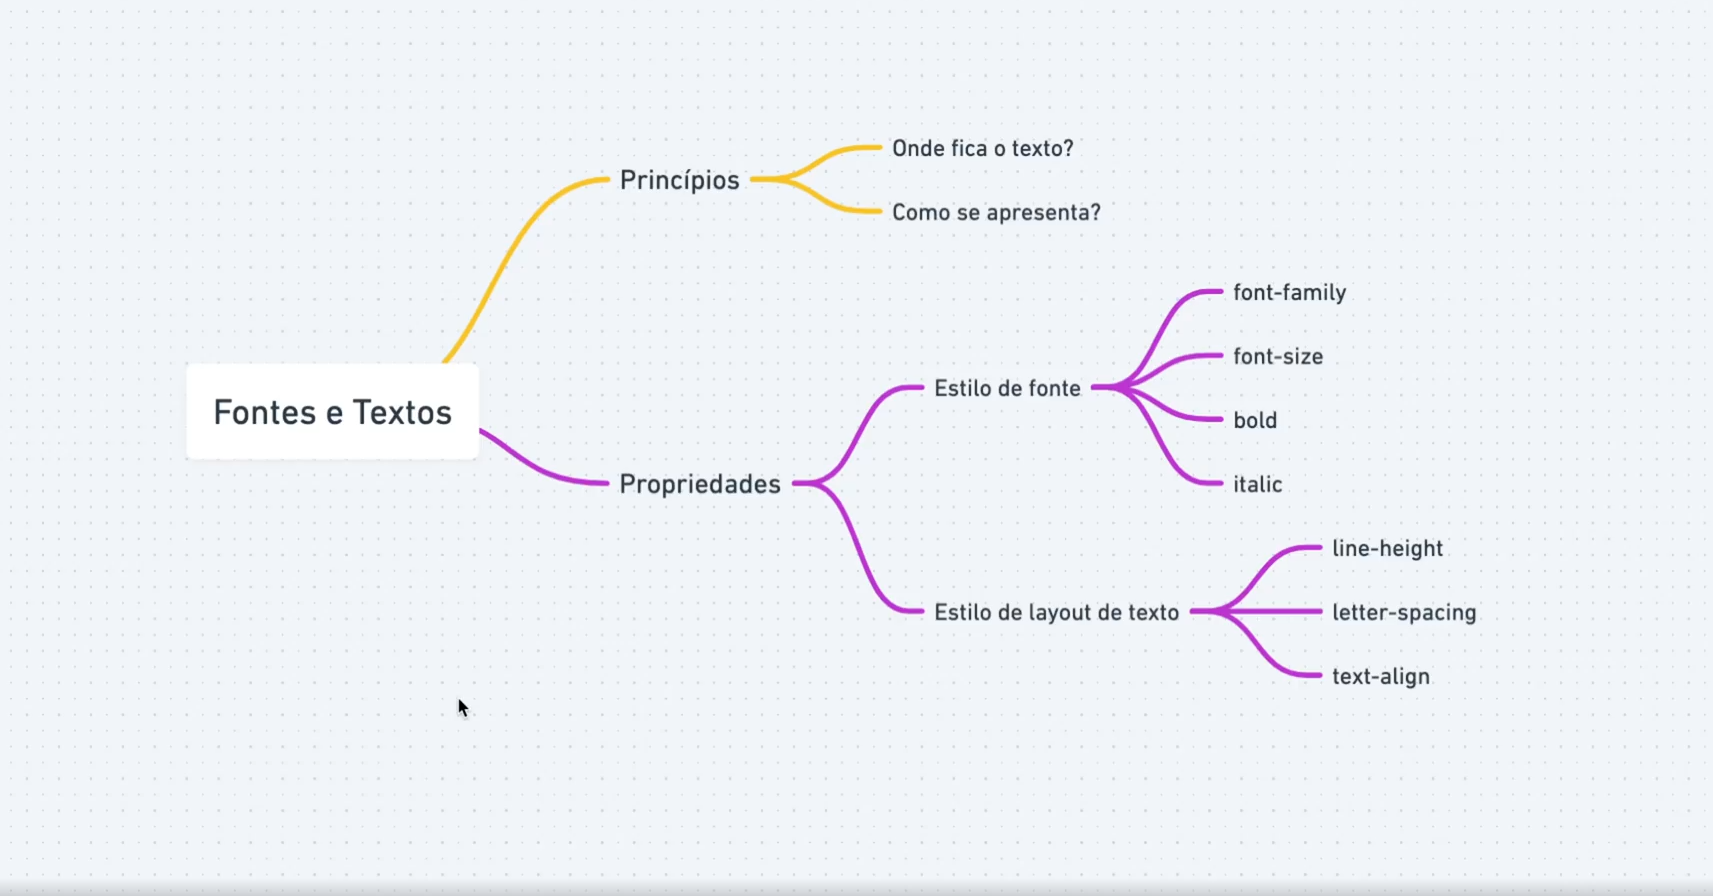 Fontes e Textos
Princípios
Onde fica o texto?
Como se apresenta?
Propriedades
Estilo de fonte
font-family
font-size
bold
italic
Estilo de layout de texto
line-height
letter-spacing
text-align